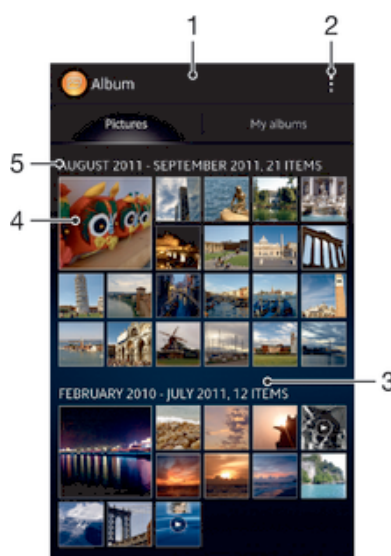 1 2
Album
Pictures My albums
5 AUGUST 2011 - SEPTEMBER 2011, 21 ITEMS
4
3
FEBRUARY 2010 - JULY 2011, 12 ITEMS